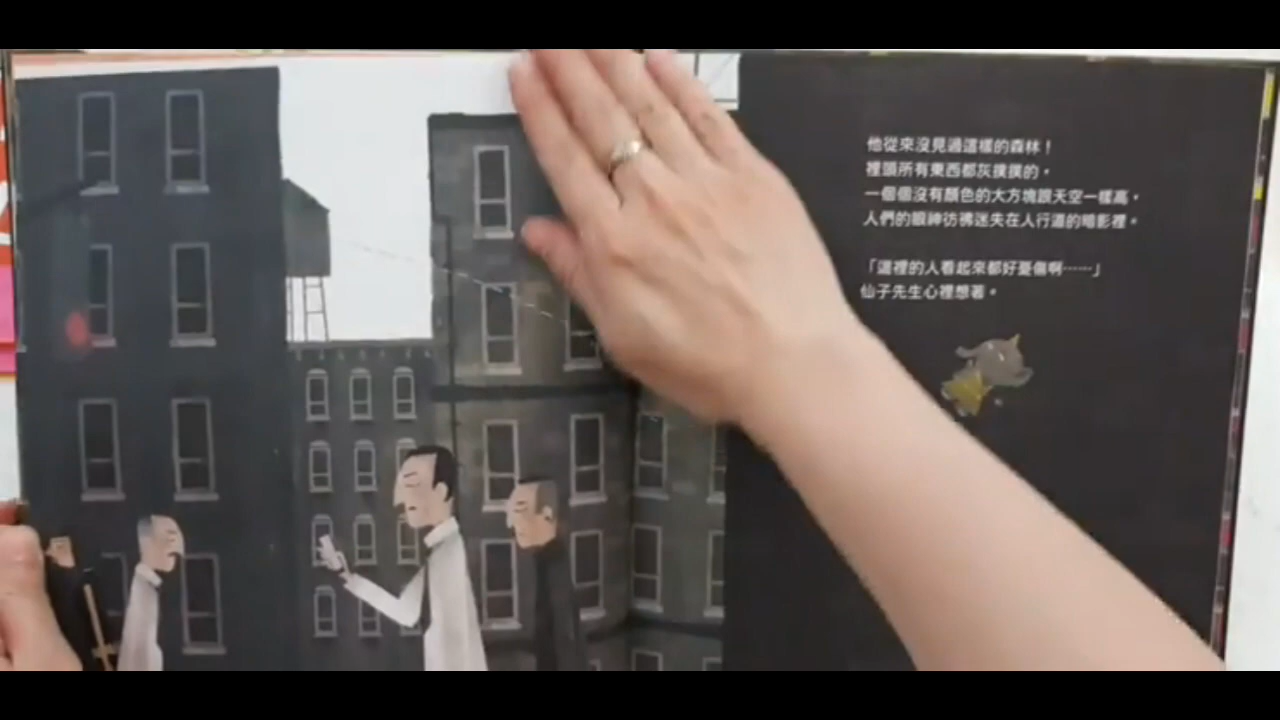 他從來沒見過這樣的森林！
裡頭所有東西都灰撲撲的，
一個個沒有顏色的大方塊跟天空一樣高，
人們的眼神彷彿迷失在人行道的暗影裡。
「這裡的人看起來都好憂傷啊……」
仙子先生心裡想著。